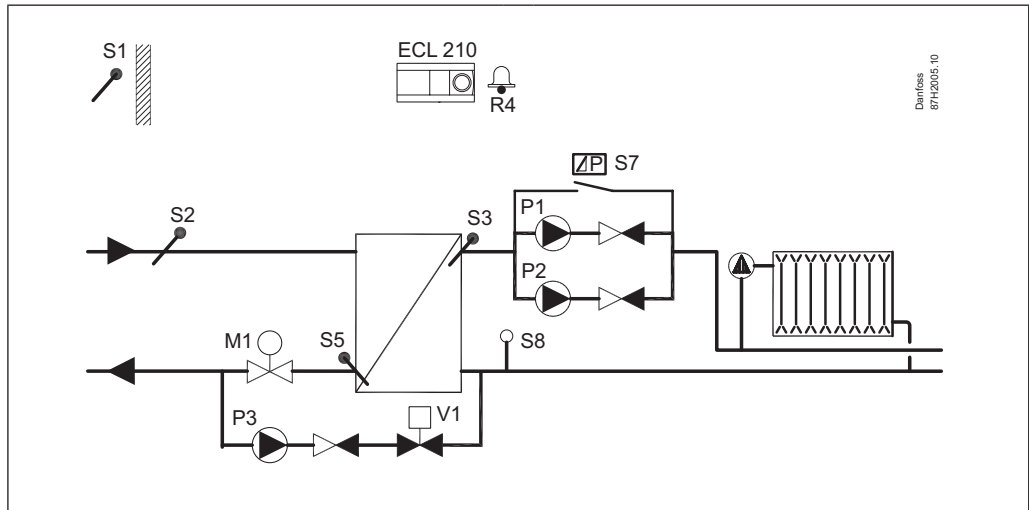 S1
ECL 210
R4
Danfoss
87H2005.10
P S7
S2
S3
P1
P2
M1
S5
S8
P3
V1